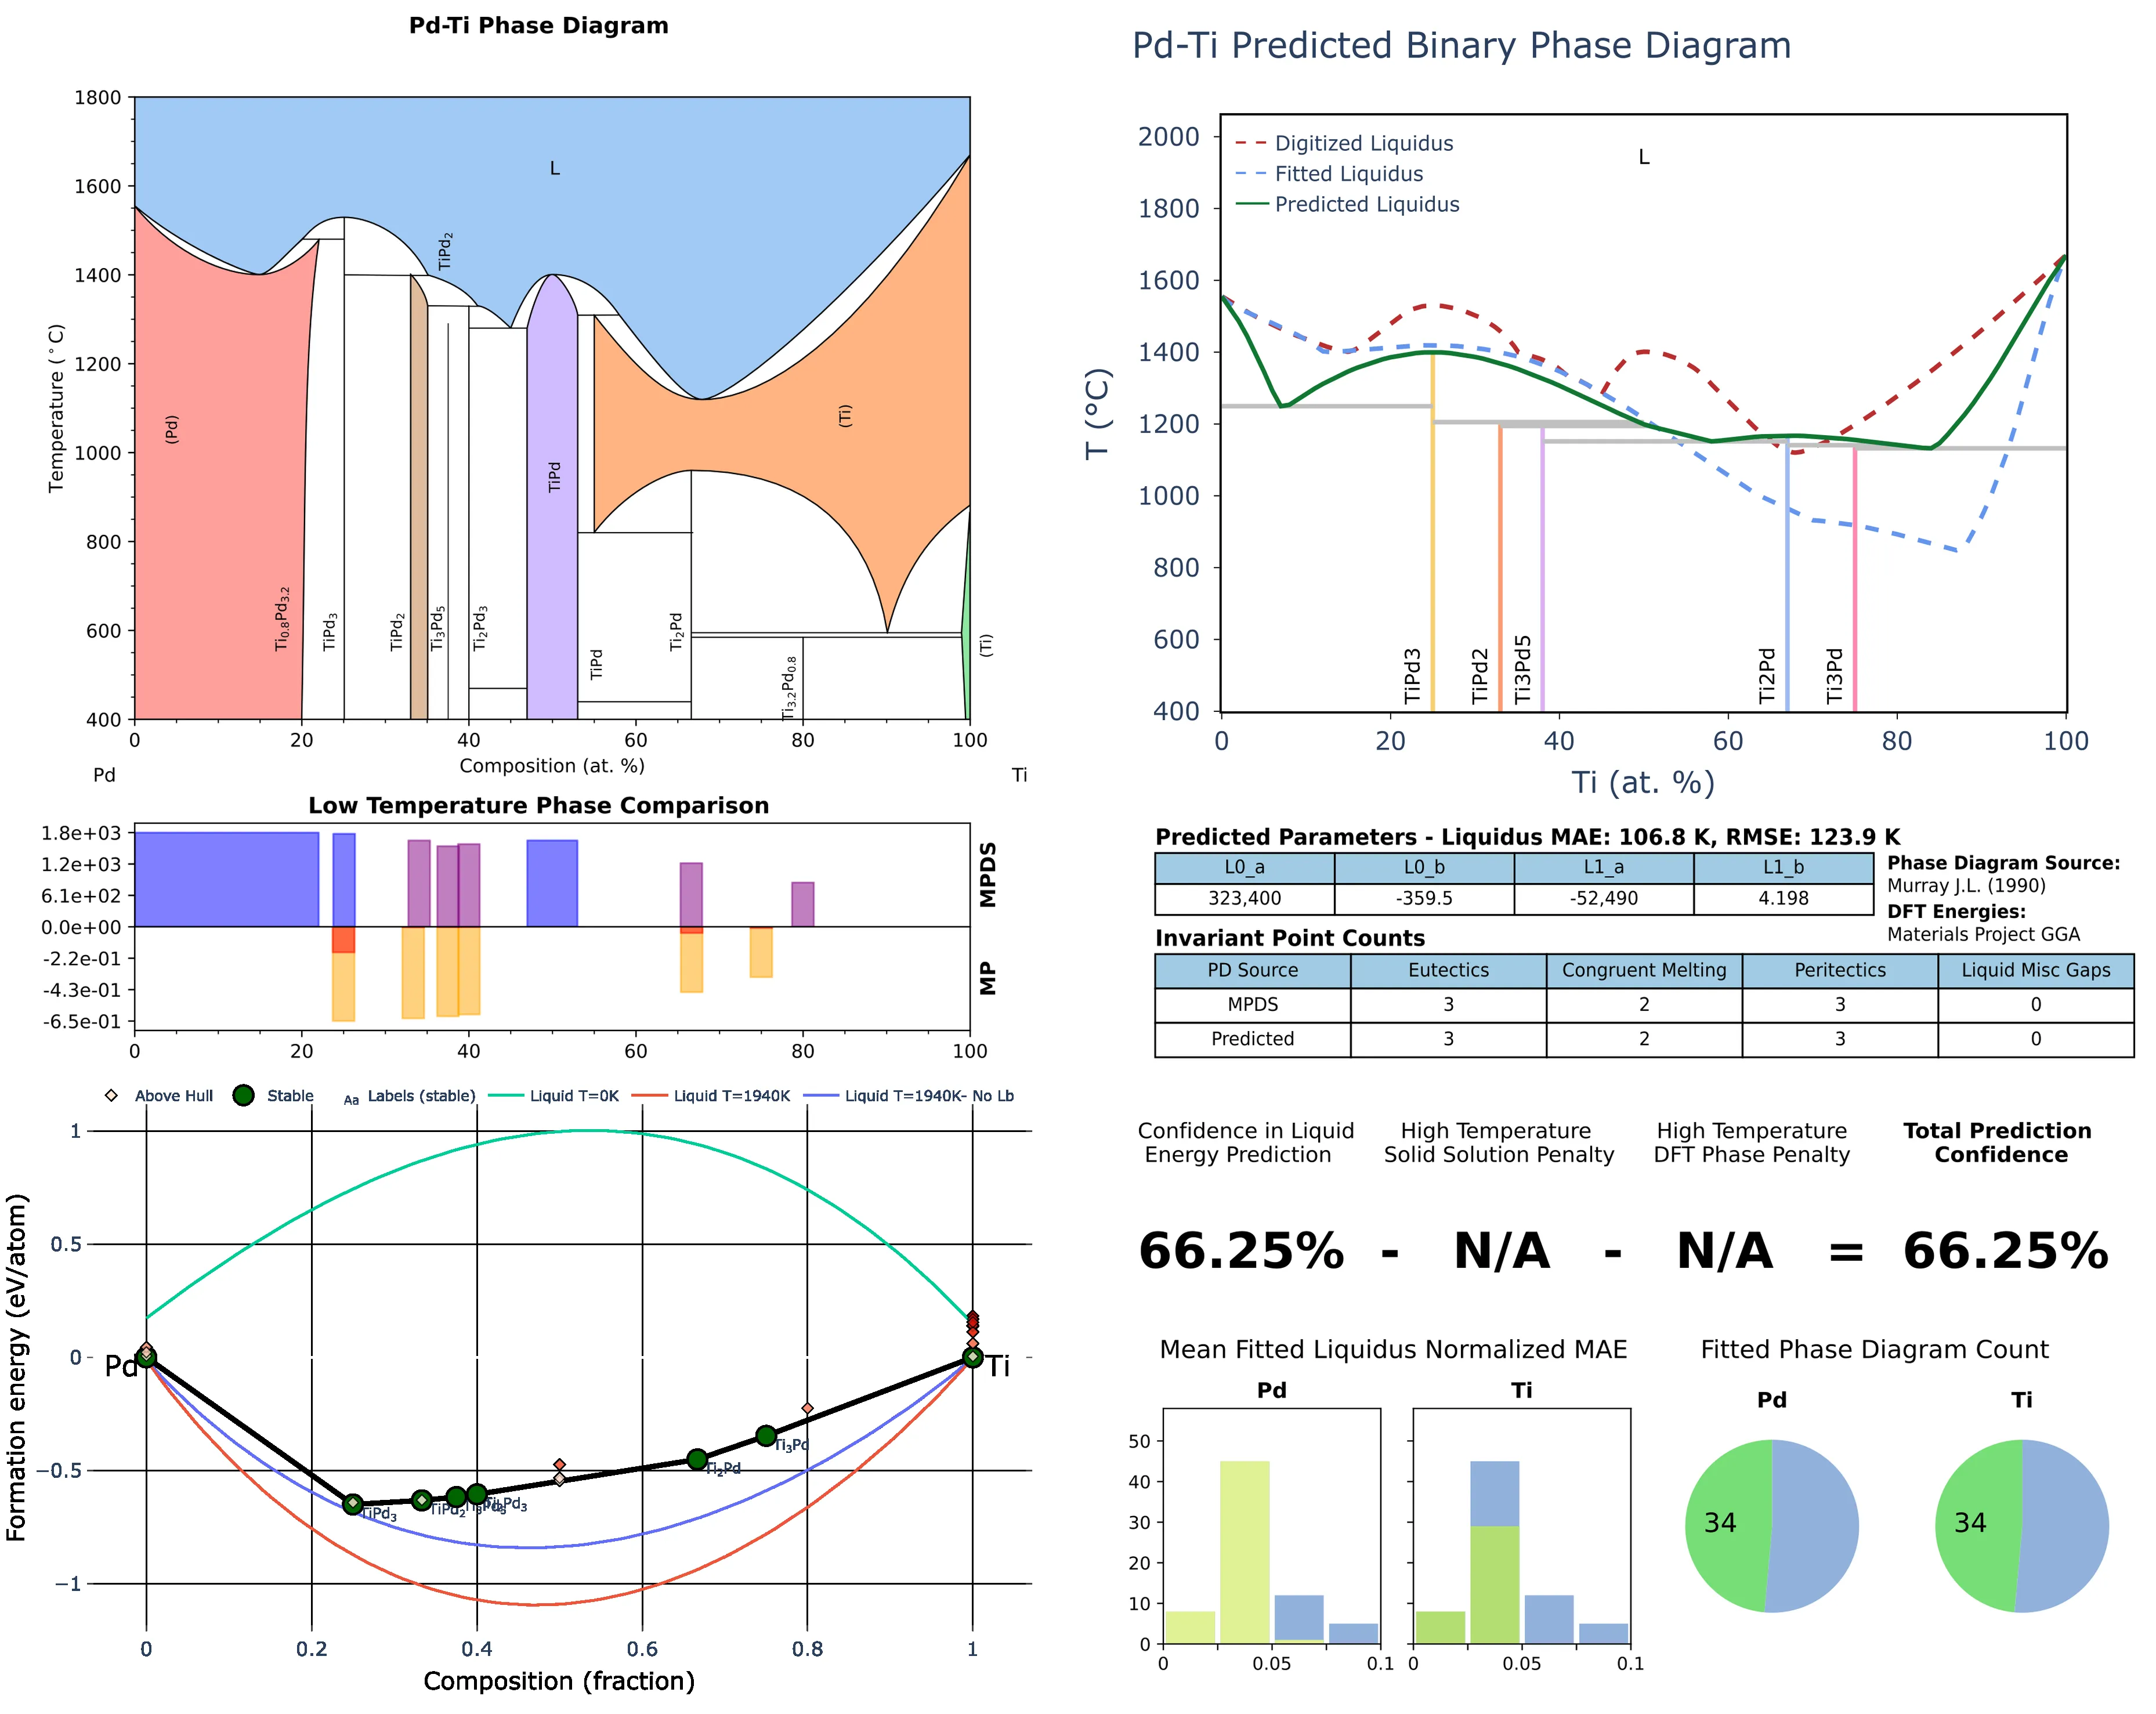 Pd-Ti Phase Diagram
1800
1600
1400
1200
1000
800
600
400
Temperature (°C)
L
TiPd2
(Pd)
(Ti)
TiPd
Ti0.8Pd3.2
TiPd3
TiPd2
Ti3Pd5
Ti2Pd3
TiPd
Ti2Pd
Ti3.2Pd0.8
(Ti)
0 20 40 60 80 100
Composition (at. %)
Pd Ti
Low Temperature Phase Comparison
1.8e+03
1.2e+03
6.1e+02
0.0e+00
-2.2e-01
-4.3e-01
-6.5e-01
MPDS
MP
0 20 40 60 80 100
Above Hull Stable Aa Labels (stable) Liquid T=0K Liquid T=1940K Liquid T=1940K- No Lb
1
0.5
0
−0.5
−1
Formation energy (eV/atom)
Pd
Ti
TiPd3
TiPd2
Ti2Pd
Ti3Pd
0 0.2 0.4 0.6 0.8 1
Composition (fraction)
Pd-Ti Predicted Binary Phase Diagram
Digitized Liquidus
Fitted Liquidus
Predicted Liquidus
L
2000
1800
1600
1400
1200
1000
800
600
400
T (°C)
TiPd3
TiPd2
Ti3Pd5
Ti2Pd
Ti3Pd
0 20 40 60 80 100
Ti (at. %)
Predicted Parameters - Liquidus MAE: 106.8 K, RMSE: 123.9 K
L0_a L0_b L1_a L1_b
323,400 -359.5 -52,490 4.198
Phase Diagram Source:
Murray J.L. (1990)
DFT Energies:
Materials Project GGA
Invariant Point Counts
PD Source Eutectics Congruent Melting Peritectics Liquid Misc Gaps
MPDS 3 2 3 0
Predicted 3 2 3 0
Confidence in Liquid
Energy Prediction
High Temperature
Solid Solution Penalty
High Temperature
DFT Phase Penalty
Total Prediction
Confidence
66.25% - N/A - N/A = 66.25%
Mean Fitted Liquidus Normalized MAE
Pd Ti
50
40
30
20
10
0
0 0.05 0.1 0 0.05 0.1
Fitted Phase Diagram Count
Pd Ti
34 34